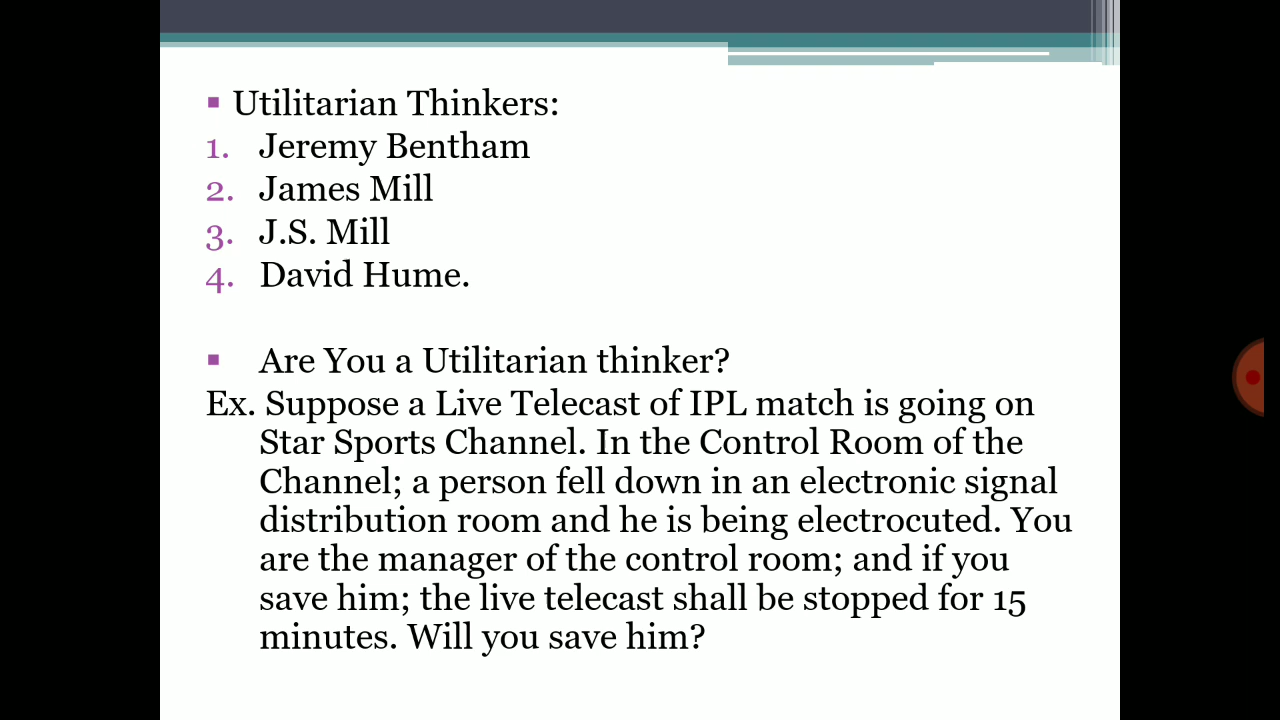 ▪ Utilitarian Thinkers:
1. Jeremy Bentham
2. James Mill
3. J.S. Mill
4. David Hume.
▪ Are You a Utilitarian thinker?
Ex. Suppose a Live Telecast of IPL match is going on
Star Sports Channel. In the Control Room of the
Channel; a person fell down in an electronic signal
distribution room and he is being electrocuted. You
are the manager of the control room; and if you
save him; the live telecast shall be stopped for 15
minutes. Will you save him?